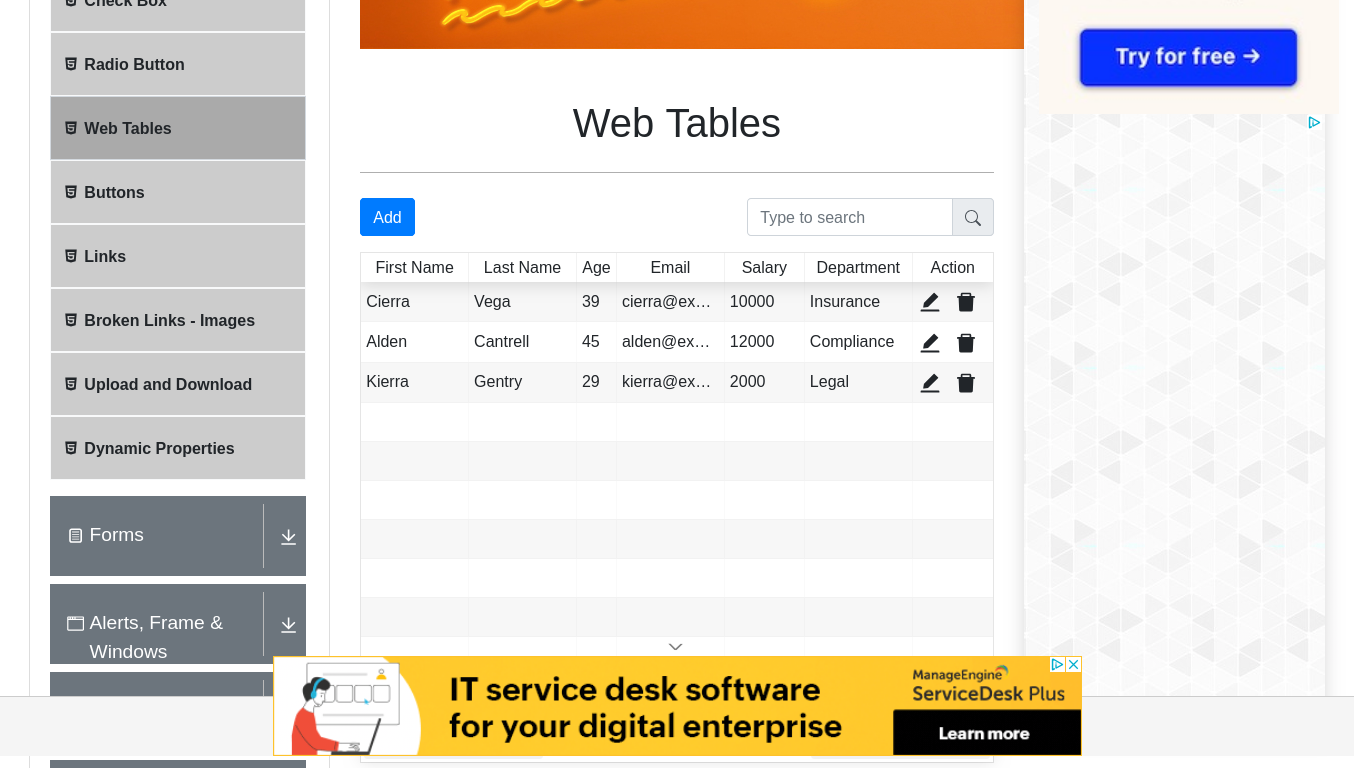 Check Box
Radio Button
Web Tables
Buttons
Links
Broken Links - Images
Upload and Download
Dynamic Properties
Forms
Alerts, Frame &
Windows
Try for free →
Web Tables
Add
Type to search
First Name Last Name Age Email Salary Department Action
Cierra Vega 39 cierra@ex… 10000 Insurance
Alden Cantrell 45 alden@ex… 12000 Compliance
Kierra Gentry 29 kierra@ex… 2000 Legal
IT service desk software
for your digital enterprise
ManageEngine
ServiceDesk Plus
Learn more